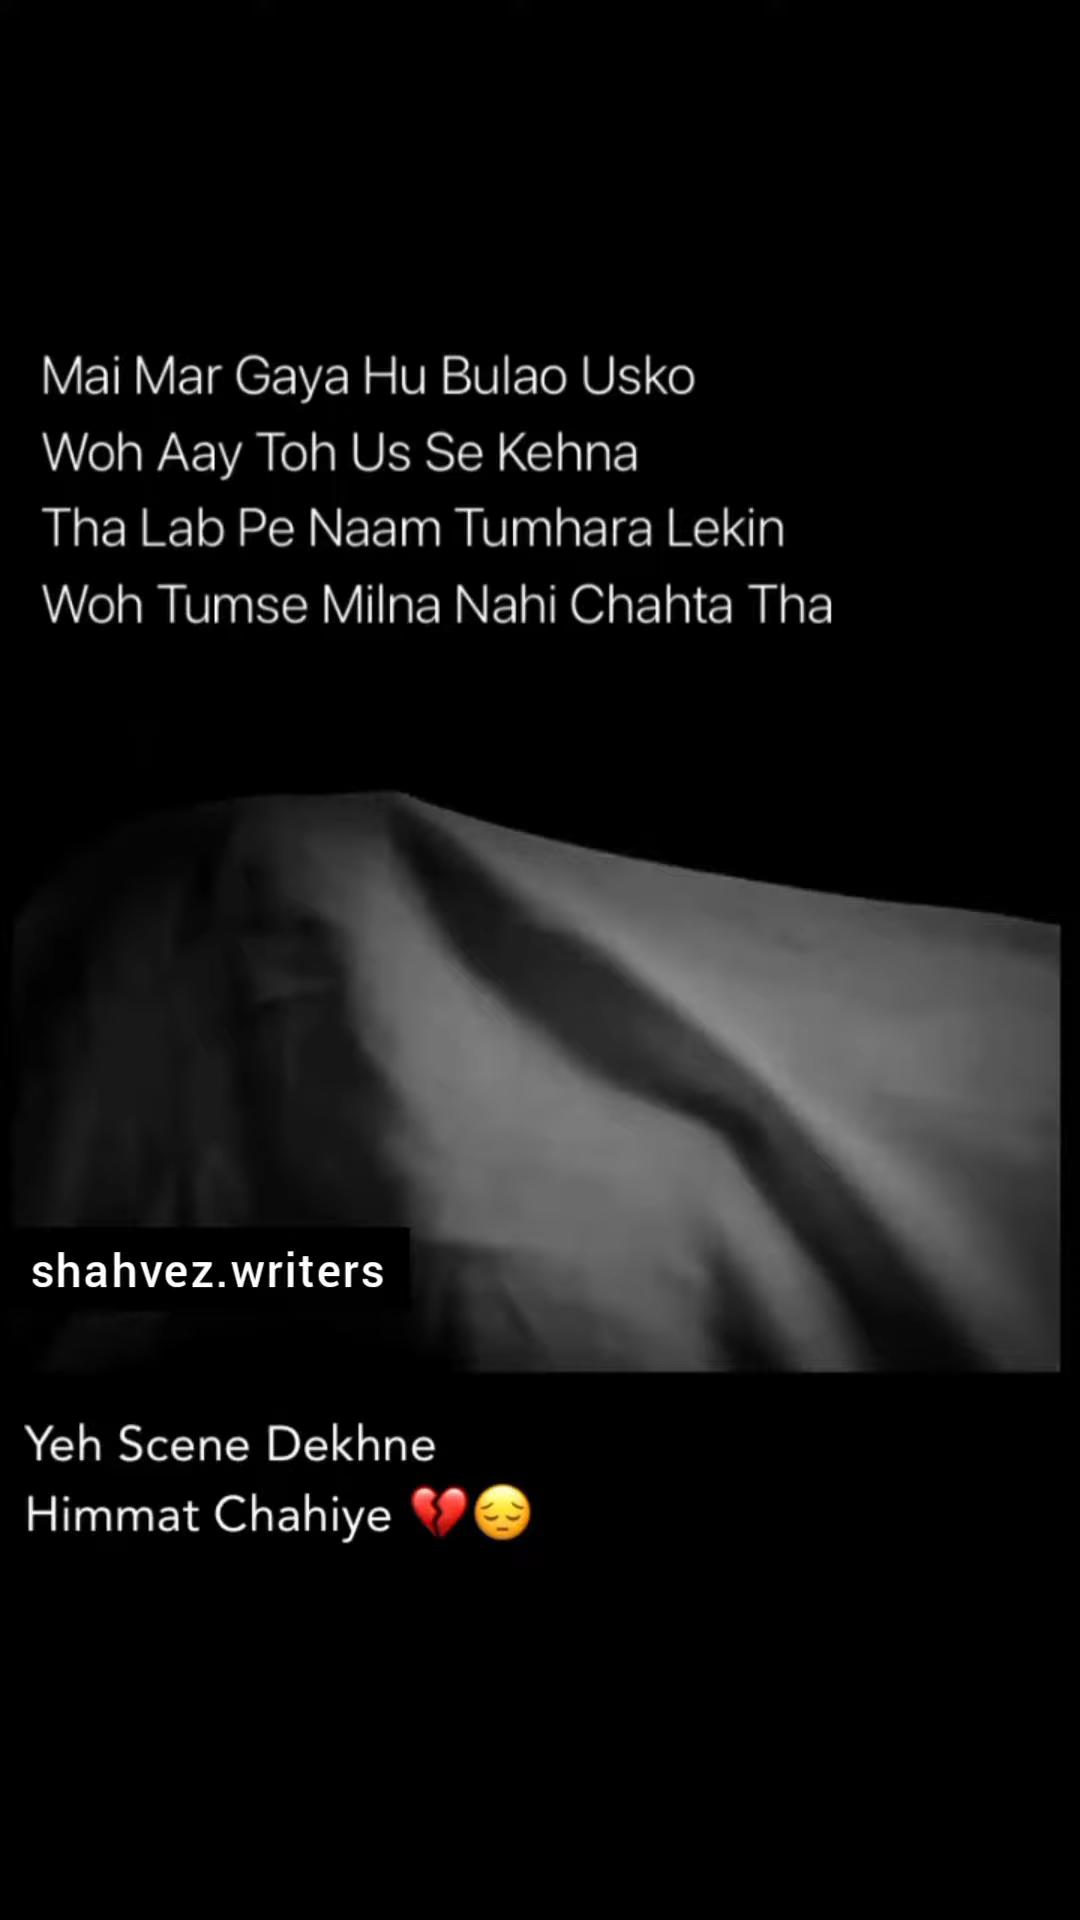 Mai Mar Gaya Hu Bulao Usko
Woh Aay Toh Us Se Kehna
Tha Lab Pe Naam Tumhara Lekin
Woh Tumse Milna Nahi Chahta Tha
shahvez.writers
Yeh Scene Dekhne
Himmat Chahiye 💔😔